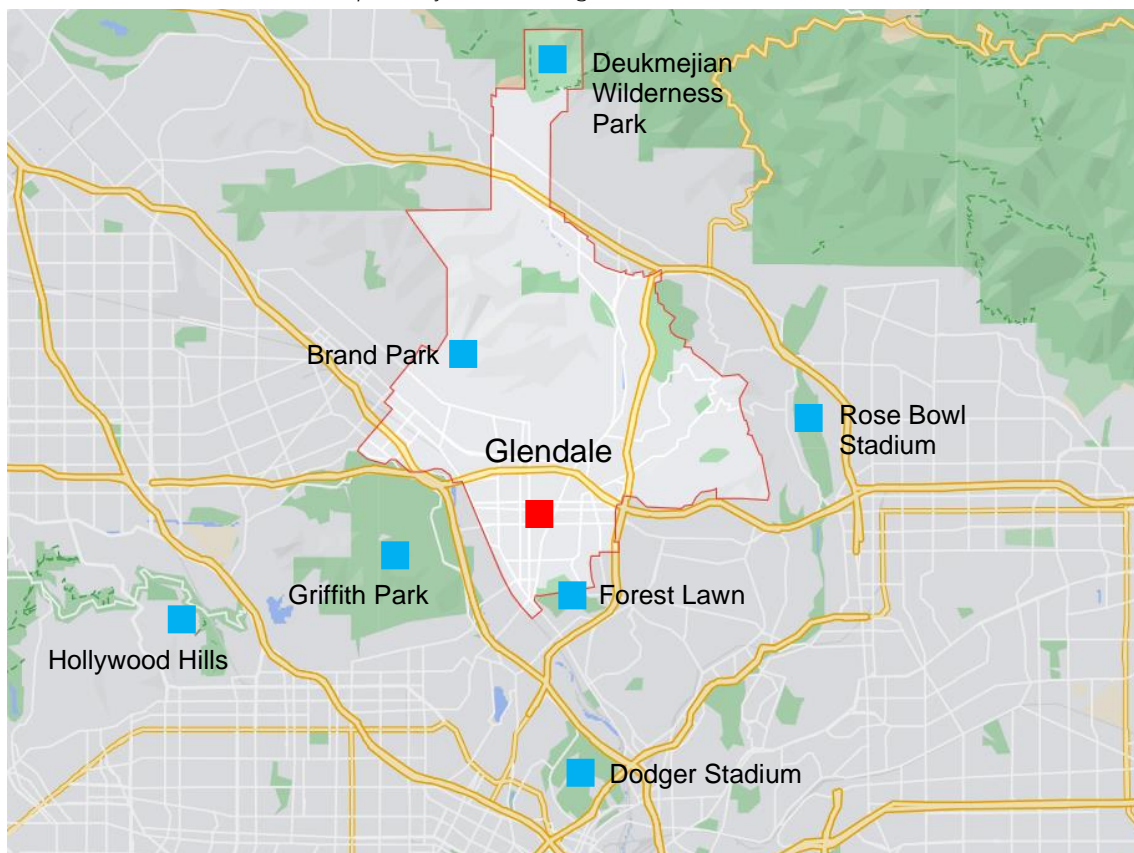 Deukmejian
Wilderness
Park
Brand Park
Rose Bowl
Stadium
Glendale
Griffith Park
Forest Lawn
Hollywood Hills
Dodger Stadium